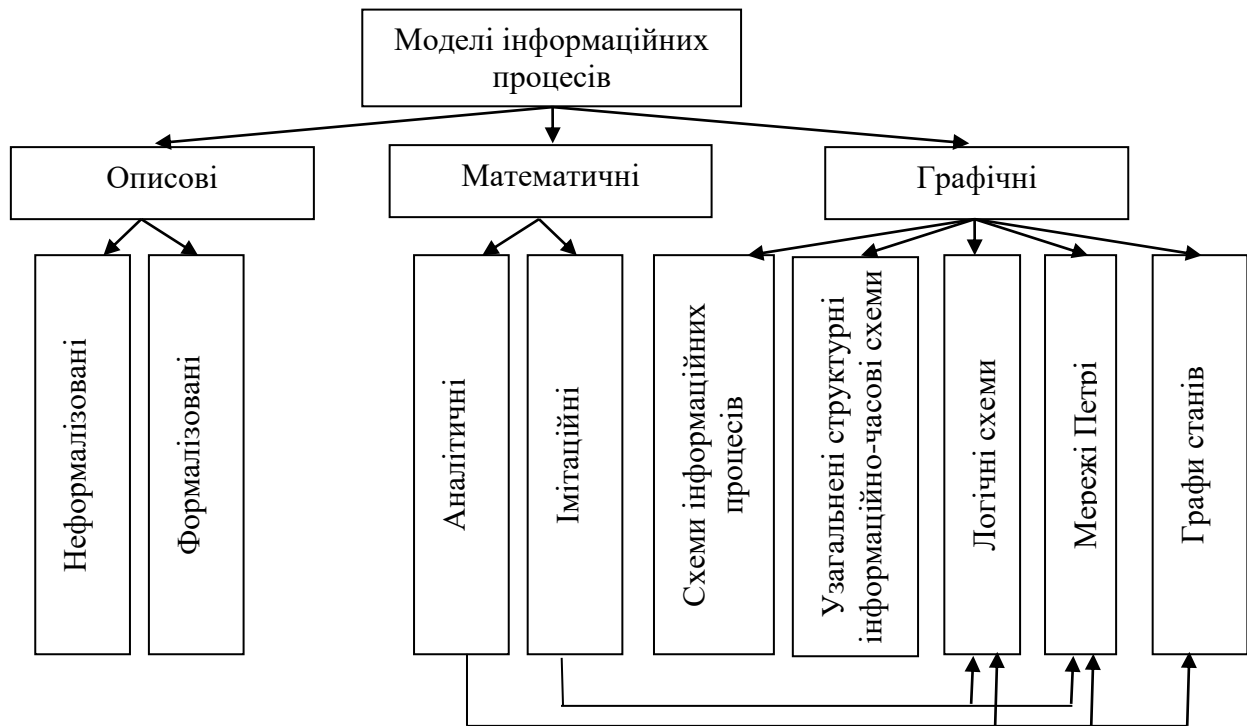 Моделі інформаційних
процесів
Описові
Математичні
Графічні
Неформалізовані
Формалізовані
Аналітичні
Імітаційні
Схеми інформаційних
процесів
Узагальнені структурні
інформаційно-часові схеми
Логічні схеми
Мережі Петрі
Графи станів